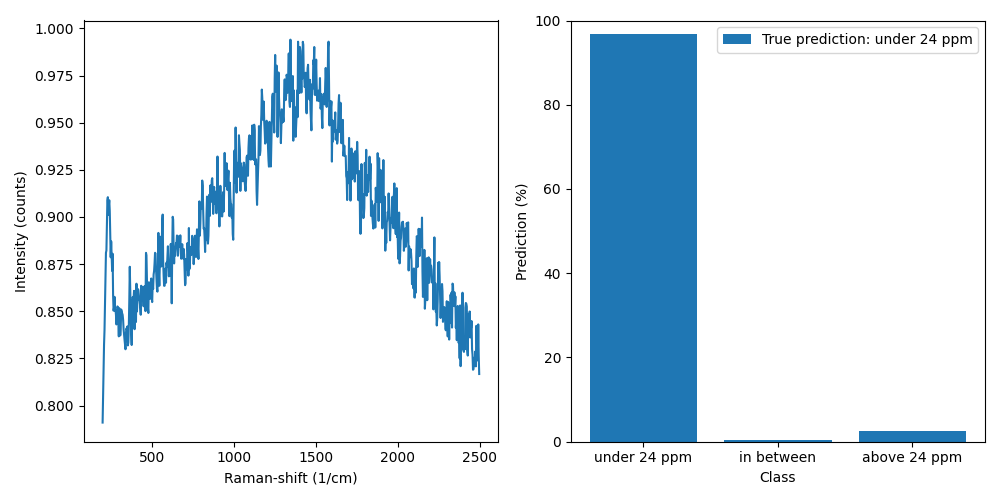 1.000
0.975
0.950
0.925
0.900
0.875
0.850
0.825
0.800
Intensity (counts)
500 1000 1500 2000 2500
Raman-shift (1/cm)
True prediction: under 24 ppm
100
80
60
40
20
0
Prediction (%)
under 24 ppm in between above 24 ppm
Class